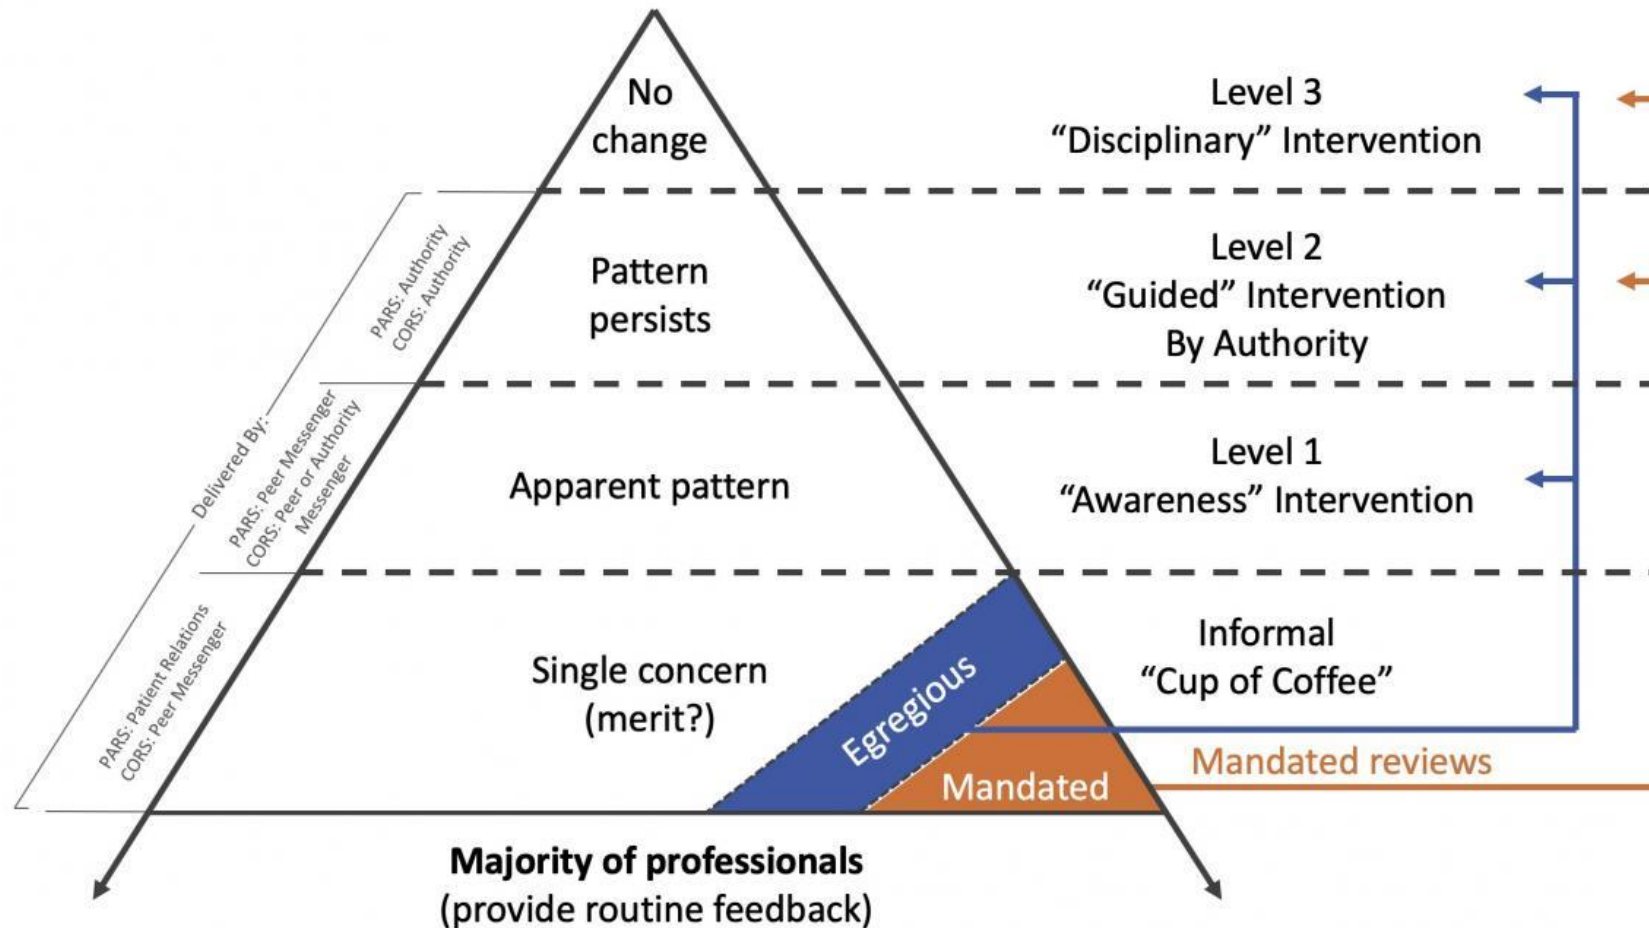 No
change
Level 3
“Disciplinary” Intervention
PARS: Authority
CORS: Authority
Pattern
persists
Level 2
“Guided” Intervention
By Authority
Delivered By:
PARS: Peer Messenger
CORS: Peer or Authority
Messenger
Apparent pattern
Level 1
“Awareness” Intervention
PARS: Patient Relations
CORS: Peer Messenger
Single concern
(merit?)
Egregious
Mandated
Informal
“Cup of Coffee”
Mandated reviews
Majority of professionals
(provide routine feedback)